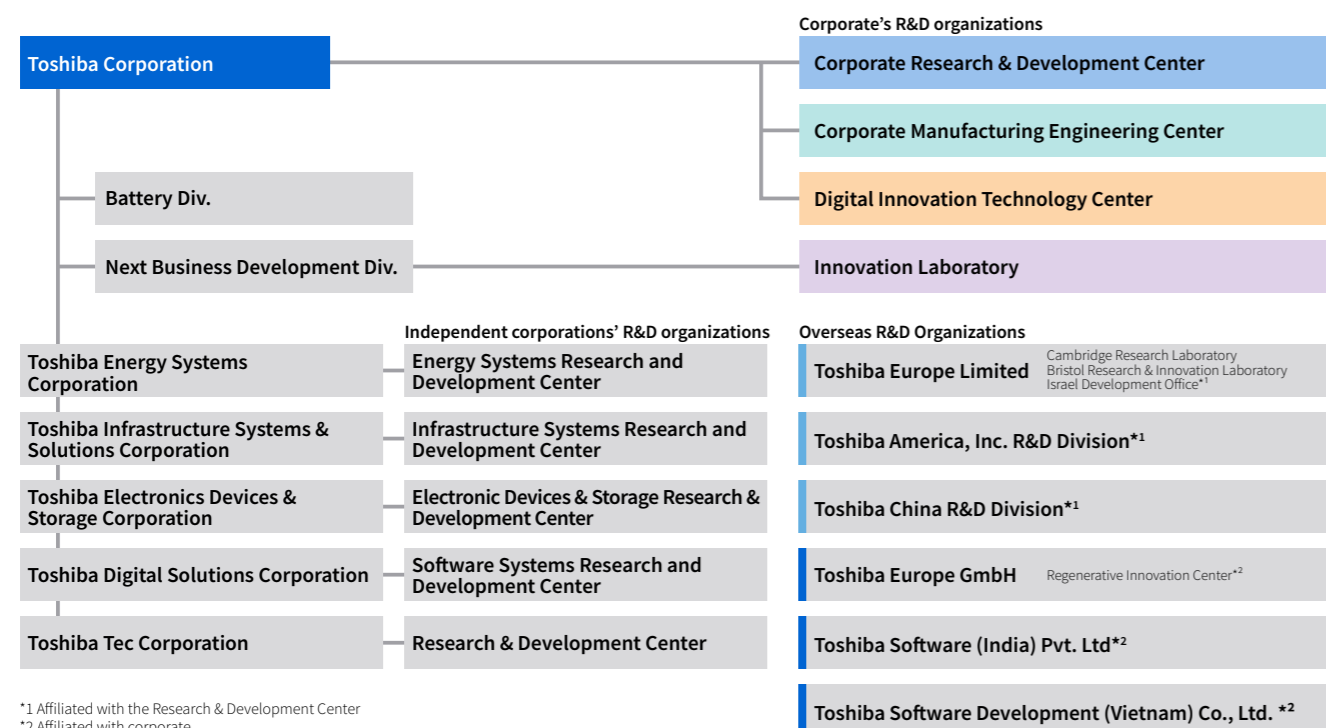 Corporate's R&D organizations
Toshiba Corporation
Corporate Research & Development Center
Corporate Manufacturing Engineering Center
Battery Div.
Digital Innovation Technology Center
Next Business Development Div.
Innovation Laboratory
Independent corporations' R&D organizations
Overseas R&D Organizations
Toshiba Energy Systems
Corporation
Energy Systems Research and
Development Center
Toshiba Europe Limited
Cambridge Research Laboratory
Bristol Research & Innovation Laboratory
Israel Development Office*1
Toshiba Infrastructure Systems &
Solutions Corporation
Infrastructure Systems Research and
Development Center
Toshiba America, Inc. R&D Division*1
Toshiba Electronics Devices &
Storage Corporation
Electronic Devices & Storage Research &
Development Center
Toshiba China R&D Division*1
Toshiba Digital Solutions Corporation
Software Systems Research and
Development Center
Toshiba Europe GmbH
Regenerative Innovation Center*2
Toshiba Tec Corporation
Research & Development Center
Toshiba Software (India) Pvt. Ltd*2
Toshiba Software Development (Vietnam) Co., Ltd. *2
*1 Affiliated with the Research & Development Center
*2 Affiliated with corporate